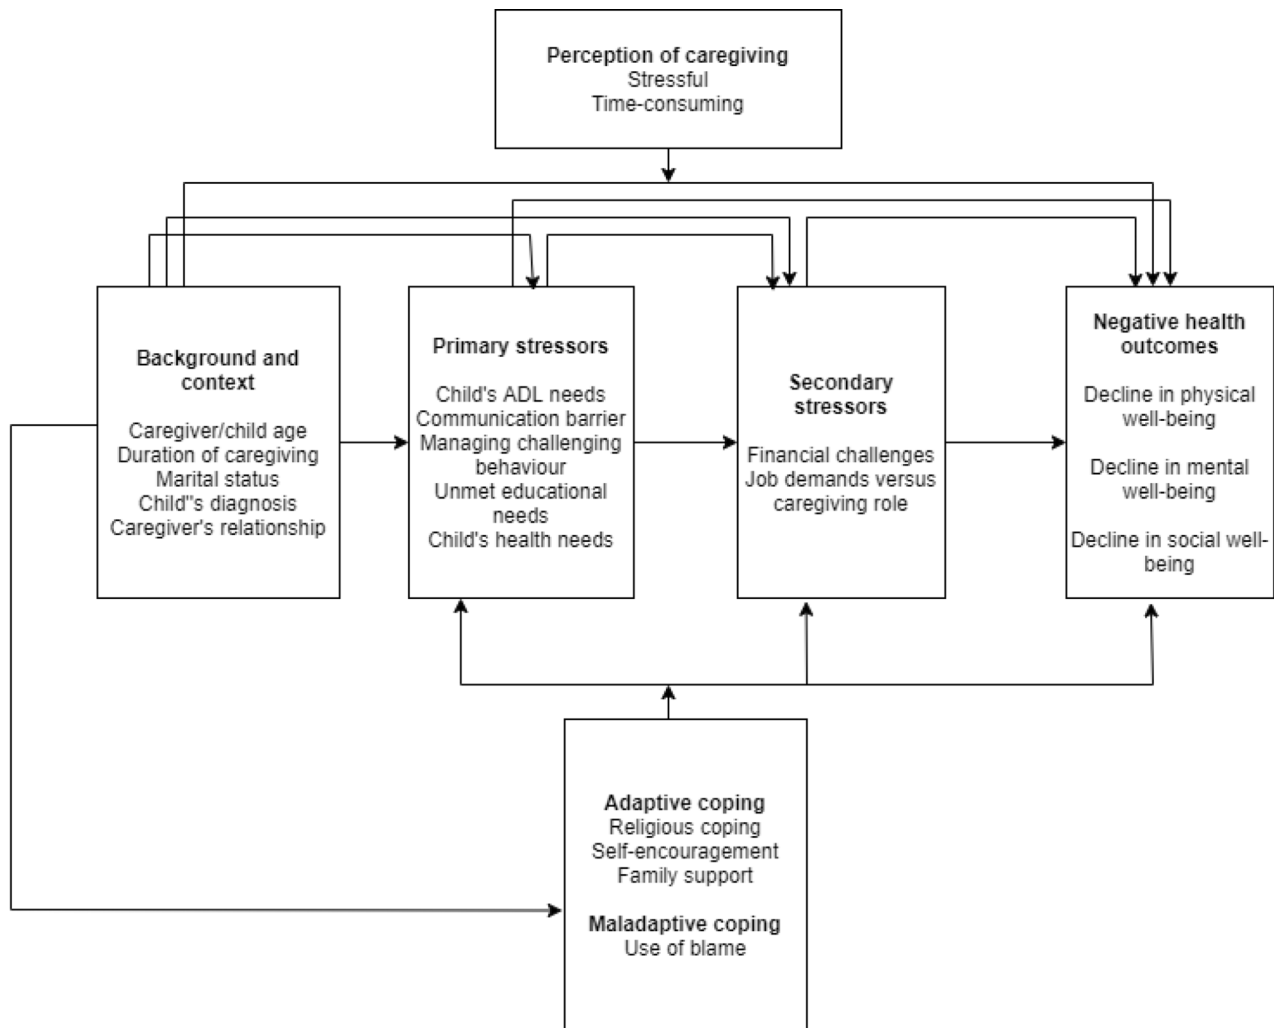 Perception of caregiving
Stressful
Time-consuming
Background and
context
Caregiver/child age
Duration of caregiving
Marital status
Child"s diagnosis
Caregiver's relationship
Primary stressors
Child's ADL needs
Communication barrier
Managing challenging
behaviour
Unmet educational
needs
Child's health needs
Secondary
stressors
Financial challenges
Job demands versus
caregiving role
Negative health
outcomes
Decline in physical
well-being
Decline in mental
well-being
Decline in social well-
being
Adaptive coping
Religious coping
Self-encouragement
Family support
Maladaptive coping
Use of blame